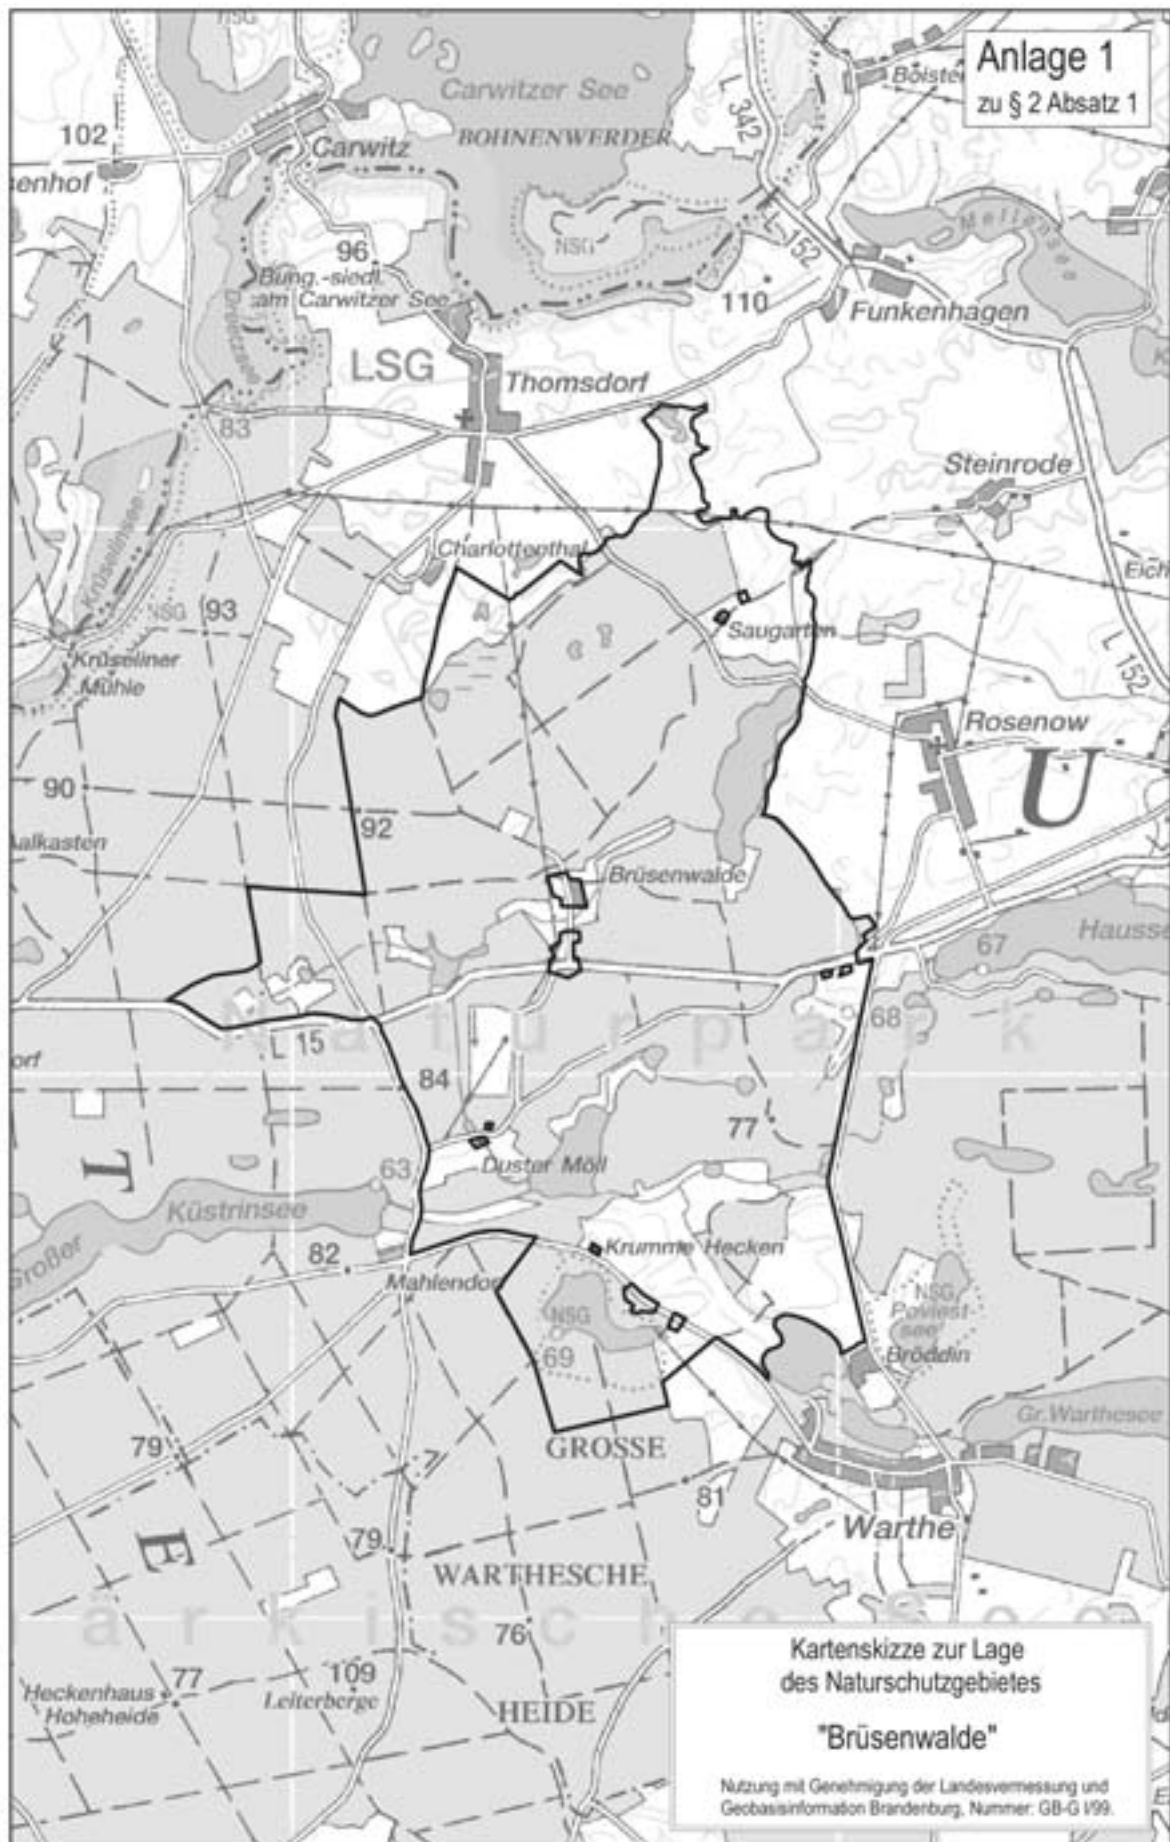 NSG
Carwitzer See
BOHNENWERDER
L 342
Anlage 1
zu § 2 Absatz 1
102
Carwitz
96
NSG
L 152
110
Bung.-siedl.
am Carwitzer See
Funkenhagen
LSG
Thomsdorf
83
Steinrode
Krüselinsee
Charlottenthal
NSG
93
Saugarten
Krüseliner
Mühle
L 152
Rosenow
U
90
92
Brüsenwalde
67
68
Naturpark
L 15
84
77
T
63
Duster Möll
Küstrinsee
Großer
82
Krumme Hecken
Mahlendorf
NSG
NSG
69
Bröddin
Gr. Warthesee
79
GROSSE
81
Warthe
E
79
WARTHESCHE
76
77
109
Heckenhaus
Hoheheide
Leiterberge
HEIDE
Kartenskizze zur Lage
des Naturschutzgebietes
"Brüsenwalde"
Nutzung mit Genehmigung der Landesvermessung und
Geobasisinformation Brandenburg, Nummer: GB-G I/99.